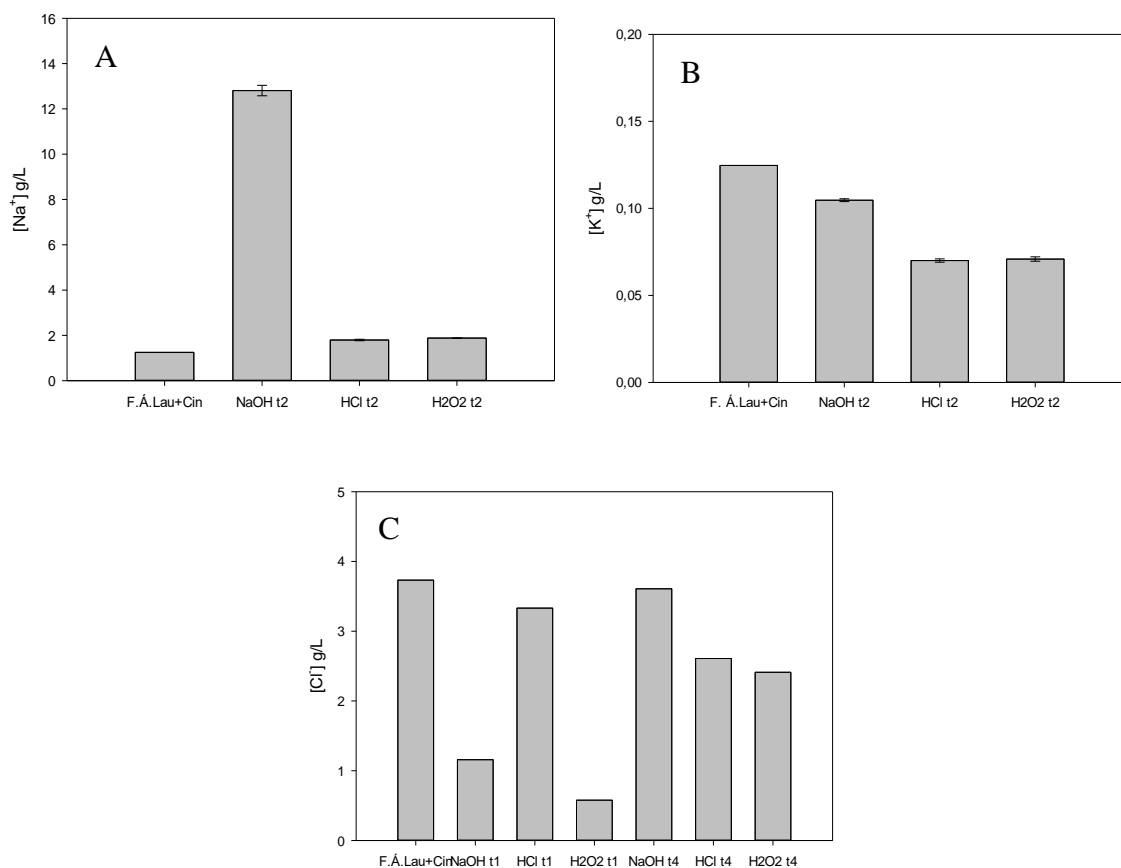 A
[Na+] g/L
16
14
12
10
8
6
4
2
0
F.Á.Lau+Cin NaOH t2 HCl t2 H2O2 t2
B
[K+] g/L
0,20
0,15
0,10
0,05
0,00
F. Á.Lau+Cin NaOH t2 HCl t2 H2O2 t2
C
[Cl-] g/L
5
4
3
2
1
0
F.Á.Lau+Cin NaOH t1 HCl t1 H2O2 t1 NaOH t4 HCl t4 H2O2 t4